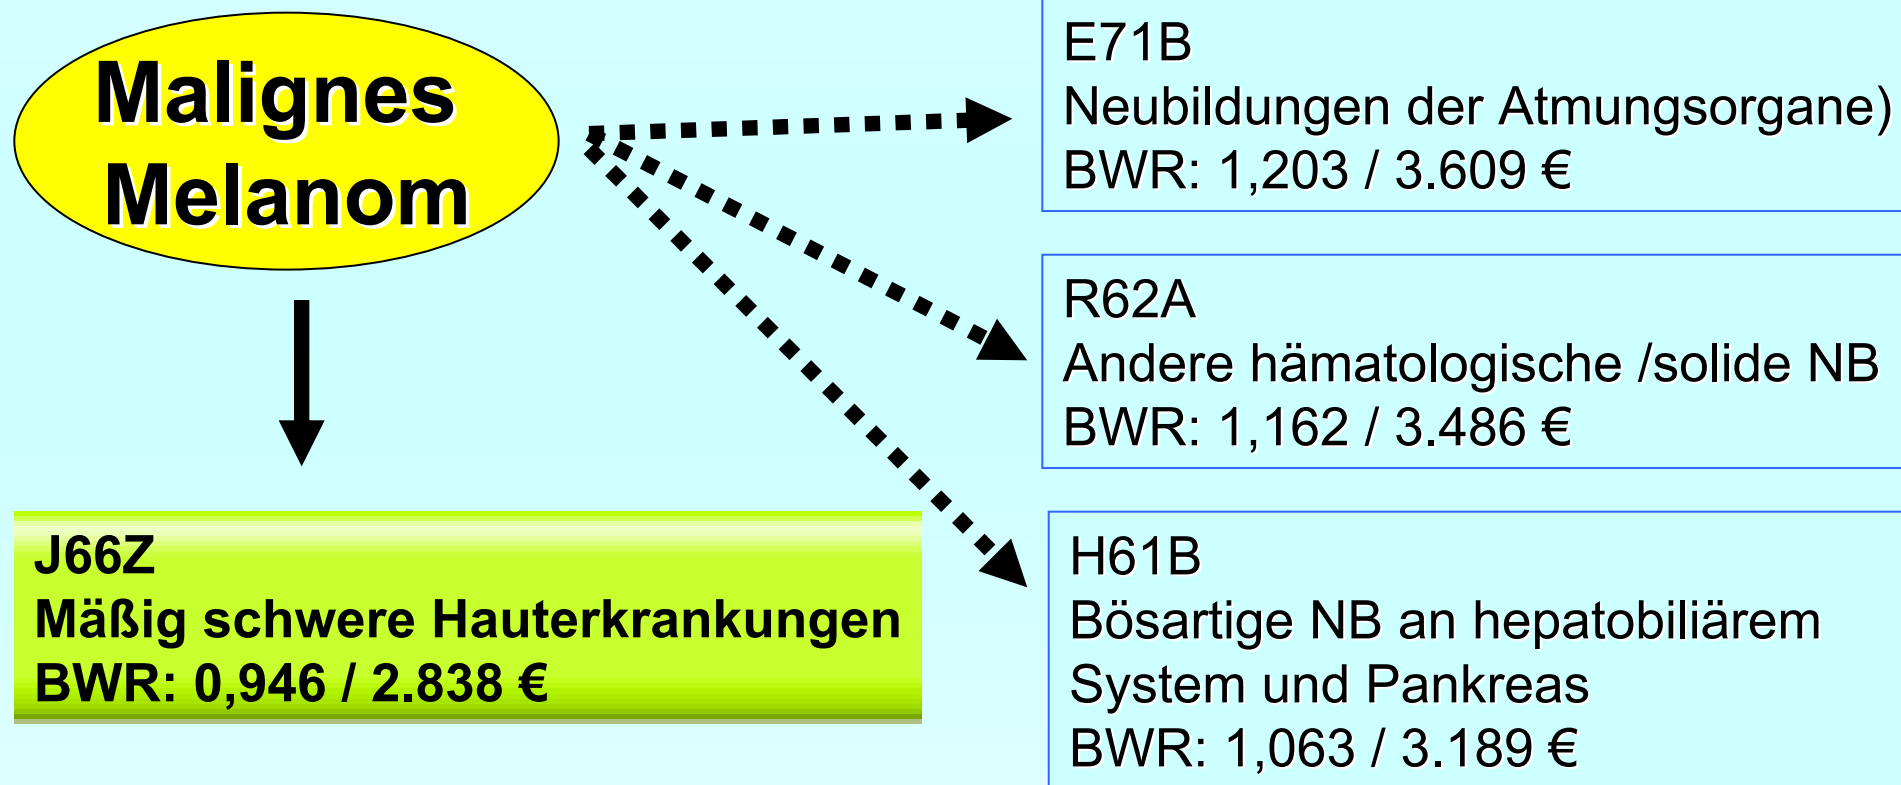 Malignes
Melanom
E71B
Neubildungen der Atmungsorgane)
BWR: 1,203 / 3.609 €
R62A
Andere hämatologische /solide NB
BWR: 1,162 / 3.486 €
J66Z
Mäßig schwere Hauterkrankungen
BWR: 0,946 / 2.838 €
H61B
Bösartige NB an hepatobiliärem
System und Pankreas
BWR: 1,063 / 3.189 €